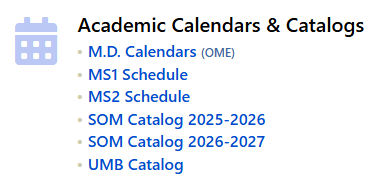 Academic Calendars & Catalogs
M.D. Calendars (OME)
MS1 Schedule
MS2 Schedule
SOM Catalog 2025-2026
SOM Catalog 2026-2027
UMB Catalog